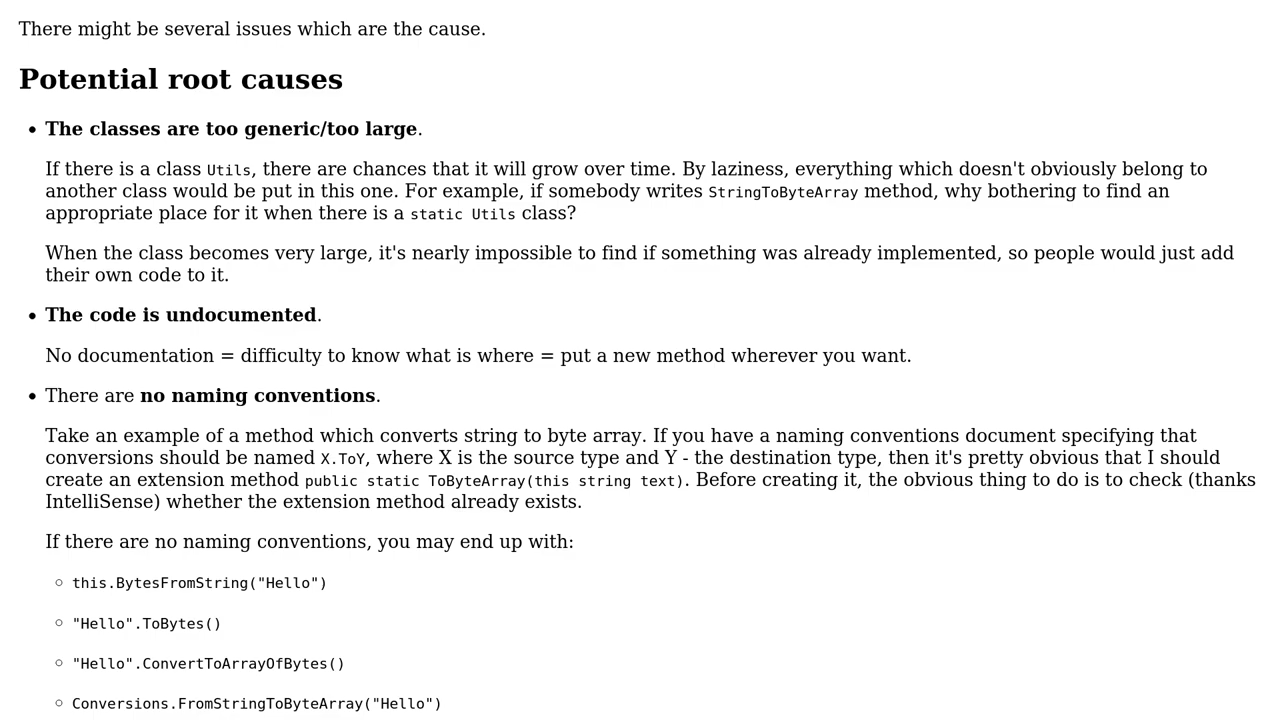 There might be several issues which are the cause.
Potential root causes
• The classes are too generic/too large.
If there is a class Utils, there are chances that it will grow over time. By laziness, everything which doesn't obviously belong to
another class would be put in this one. For example, if somebody writes StringToByteArray method, why bothering to find an
appropriate place for it when there is a static Utils class?
When the class becomes very large, it's nearly impossible to find if something was already implemented, so people would just add
their own code to it.
• The code is undocumented.
No documentation = difficulty to know what is where = put a new method wherever you want.
• There are no naming conventions.
Take an example of a method which converts string to byte array. If you have a naming conventions document specifying that
conversions should be named X.ToY, where X is the source type and Y - the destination type, then it's pretty obvious that I should
create an extension method public static ToByteArray(this string text). Before creating it, the obvious thing to do is to check (thanks
IntelliSense) whether the extension method already exists.
If there are no naming conventions, you may end up with:
○ this.BytesFromString("Hello")
○ "Hello".ToBytes()
○ "Hello".ConvertToArrayOfBytes()
○ Conversions.FromStringToByteArray("Hello")